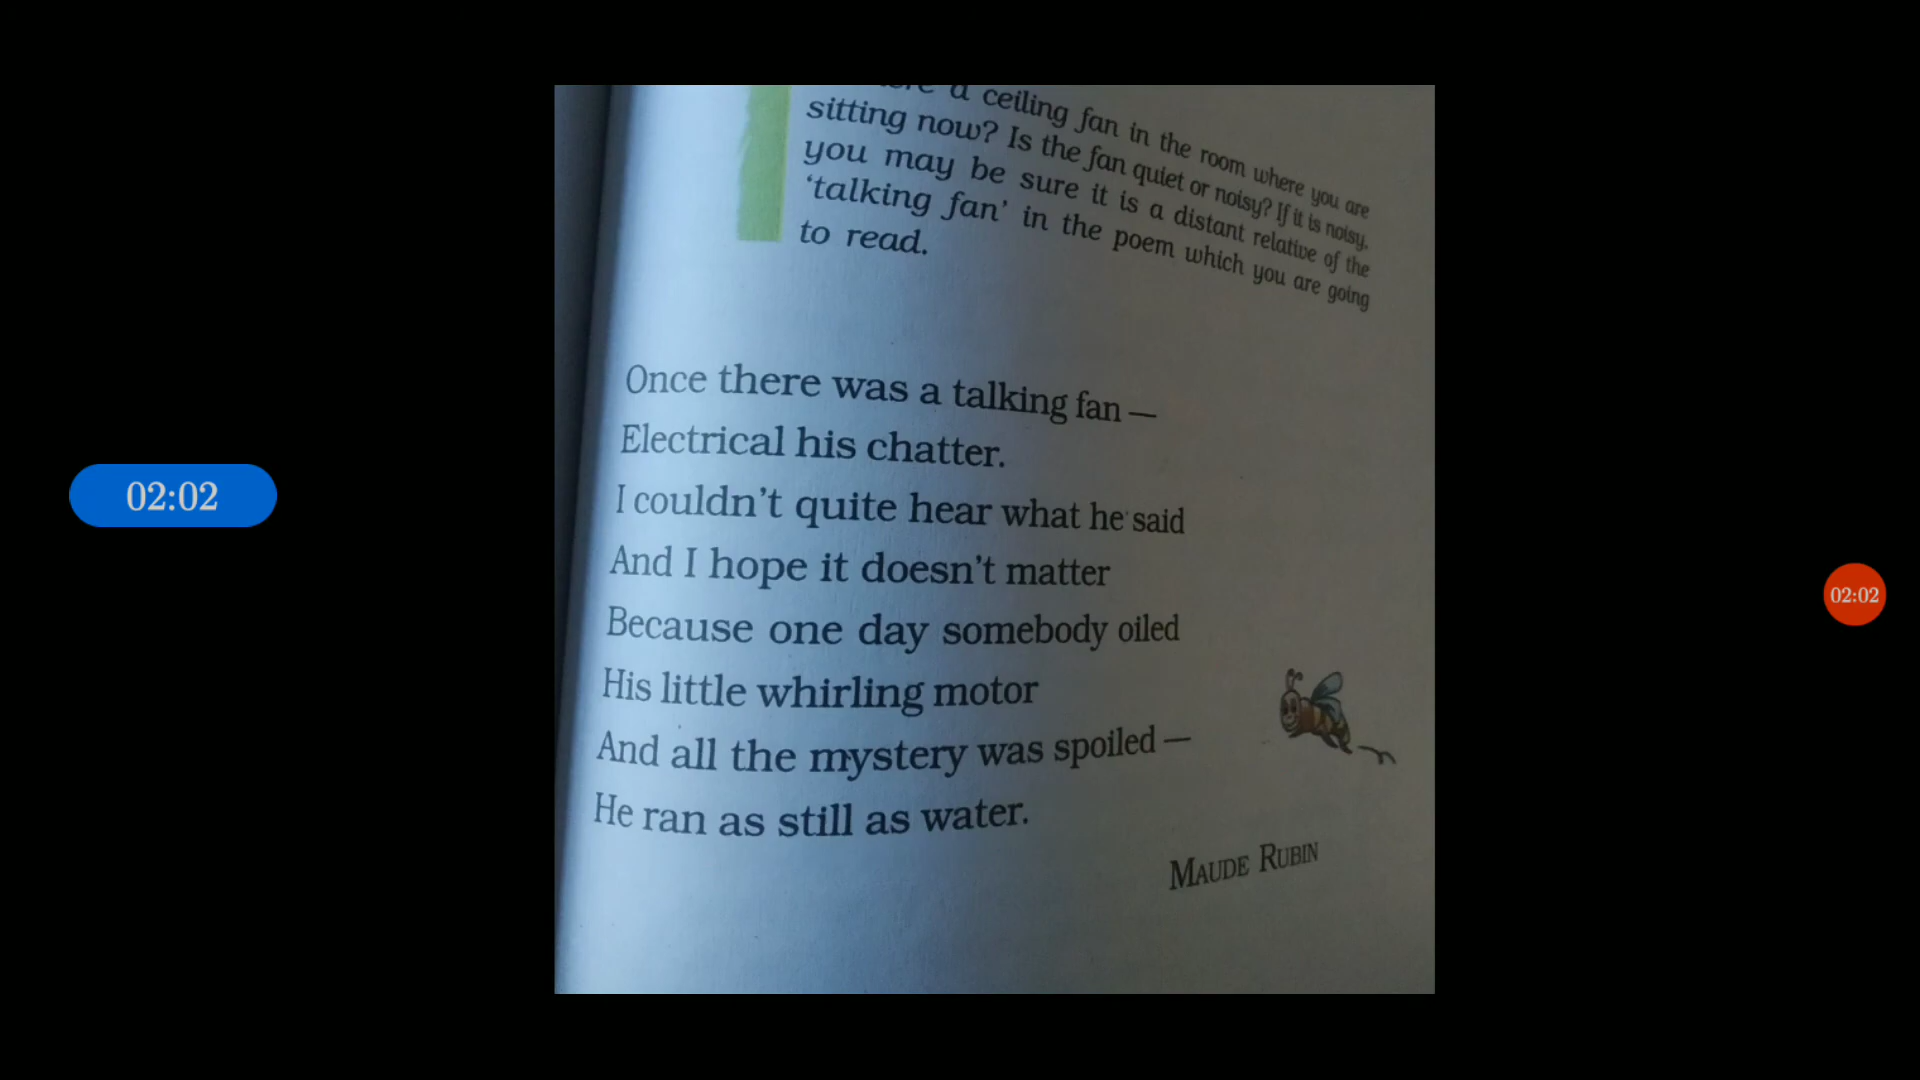 a ceiling fan in the room where you are
sitting now? Is the fan quiet or noisy? If it is noisy,
you may be sure it is a distant relative of the
‘talking fan’ in the poem which you are going
to read.
Once there was a talking fan —
Electrical his chatter.
I couldn’t quite hear what he said
And I hope it doesn’t matter
Because one day somebody oiled
His little whirling motor
And all the mystery was spoiled —
He ran as still as water.
MAUDE RUBIN
02:02
02:02